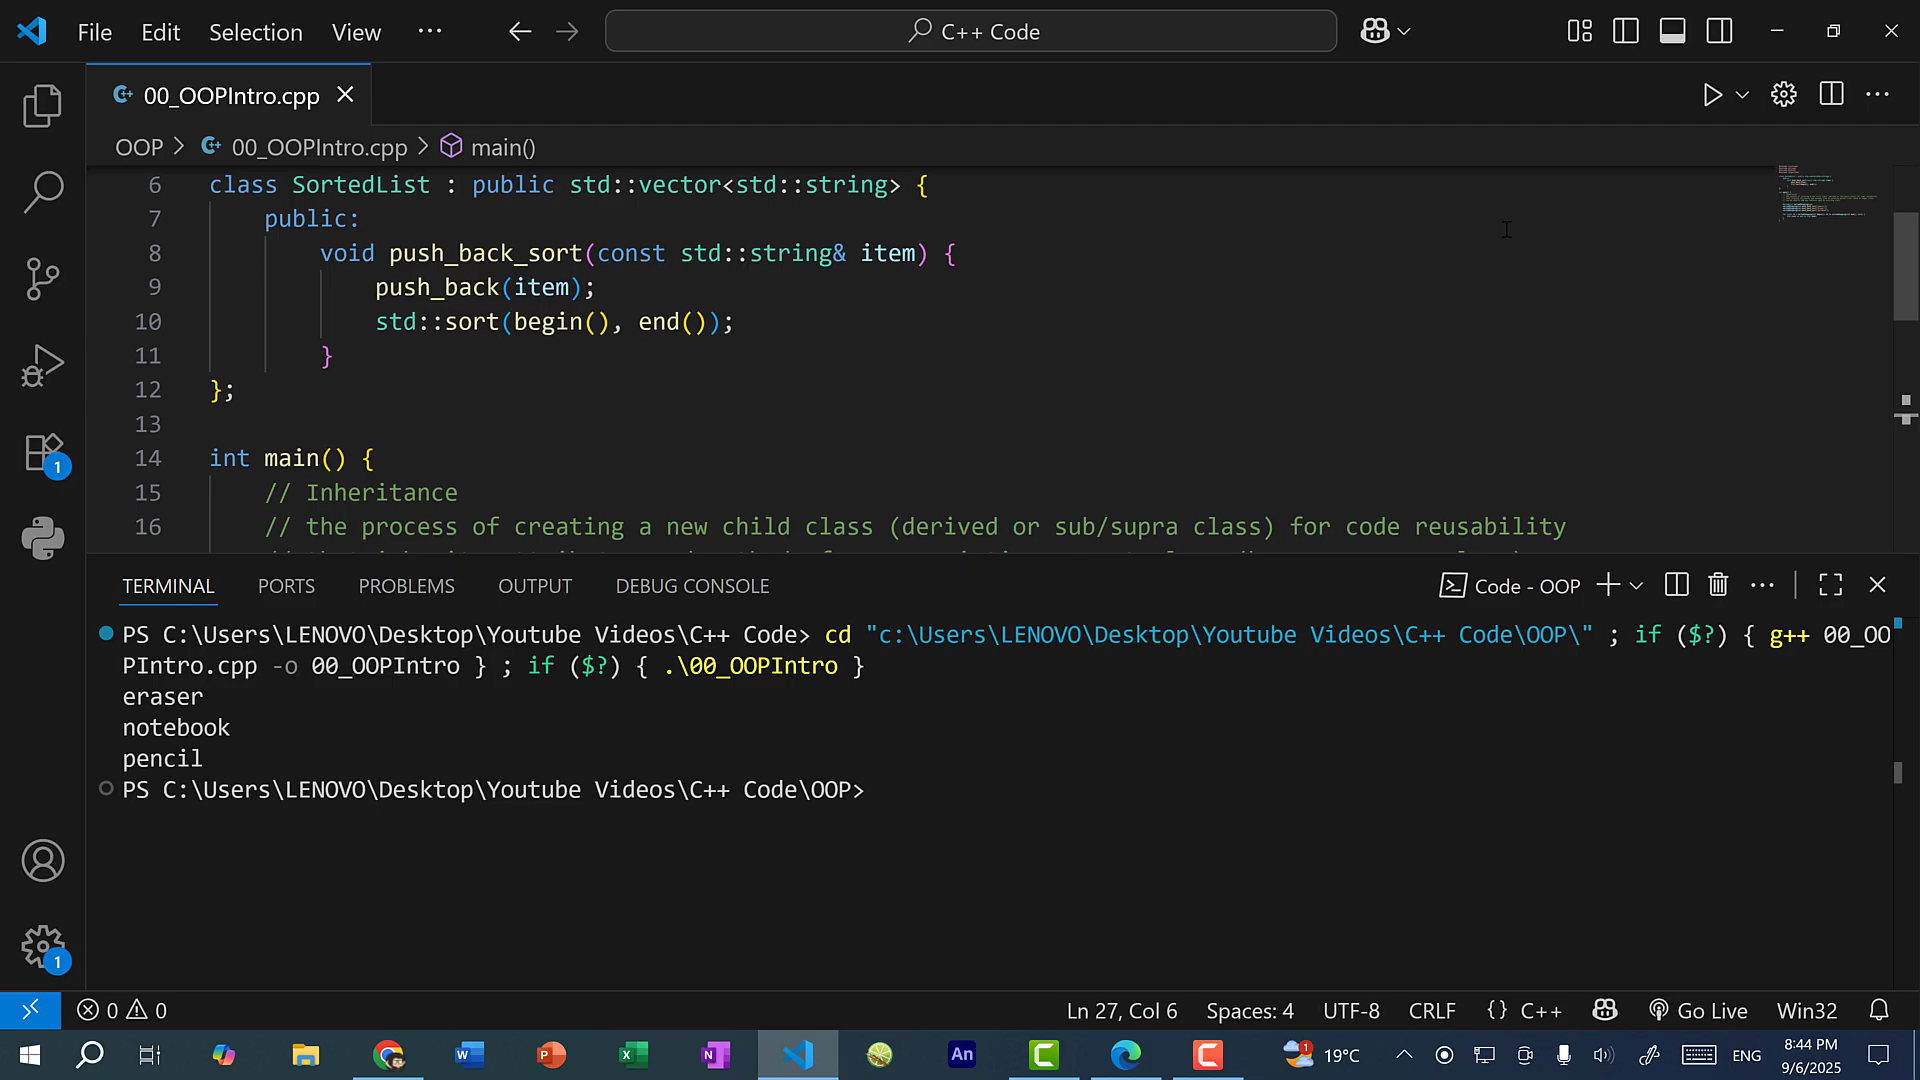 File Edit Selection View ... C++ Code
00_OOPIntro.cpp
OOP > 00_OOPIntro.cpp > main()
6 class SortedList : public std::vector<std::string> {
7 public:
8 void push_back_sort(const std::string& item) {
9 push_back(item);
10 std::sort(begin(), end());
11 }
12 };
13
14 int main() {
15 // Inheritance
16 // the process of creating a new child class (derived or sub/supra class) for code reusability
TERMINAL PORTS PROBLEMS OUTPUT DEBUG CONSOLE Code - OOP
PS C:\Users\LENOVO\Desktop\Youtube Videos\C++ Code> cd "c:\Users\LENOVO\Desktop\Youtube Videos\C++ Code\OOP\" ; if ($?) { g++ 00_OO
PIntro.cpp -o 00_OOPIntro } ; if ($?) { .\00_OOPIntro }
eraser
notebook
pencil
PS C:\Users\LENOVO\Desktop\Youtube Videos\C++ Code\OOP>
1
1
0 0 Ln 27, Col 6 Spaces: 4 UTF-8 CRLF {} C++ Go Live Win32
An 1 19°C ENG 8:44 PM
9/6/2025